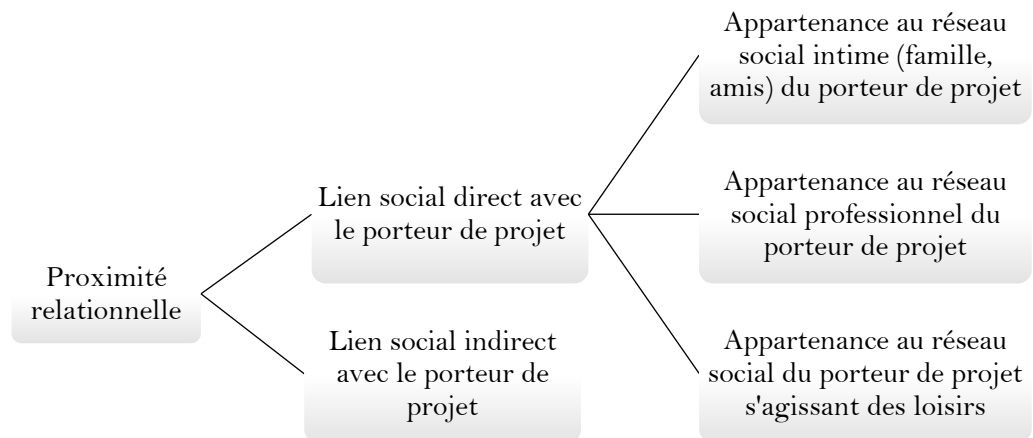 Proximité
relationnelle
Lien social direct avec
le porteur de projet
Lien social indirect
avec le porteur de
projet
Appartenance au réseau
social intime (famille,
amis) du porteur de projet
Appartenance au réseau
social professionnel du
porteur de projet
Appartenance au réseau
social du porteur de projet
s'agissant des loisirs